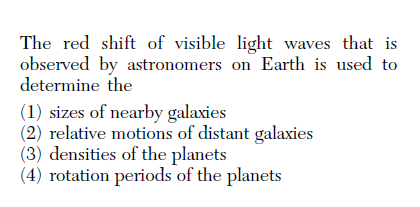 The red shift of visible light waves that is
observed by astronomers on Earth is used to
determine the
(1) sizes of nearby galaxies
(2) relative motions of distant galaxies
(3) densities of the planets
(4) rotation periods of the planets